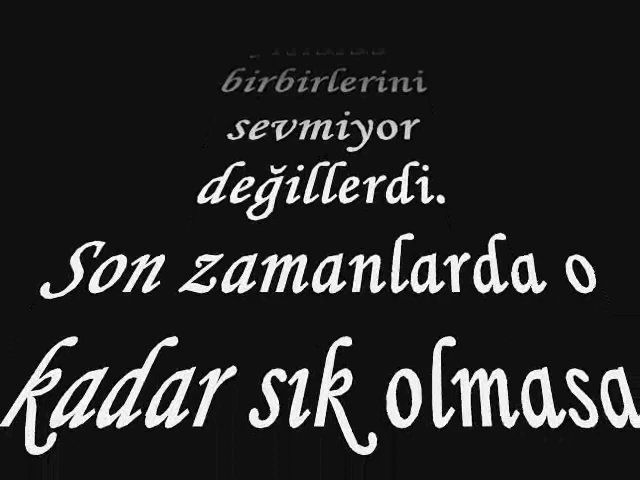 birbirlerini
sevmiyor
değillerdi.
Son zamanlarda o
kadar sık olmasa